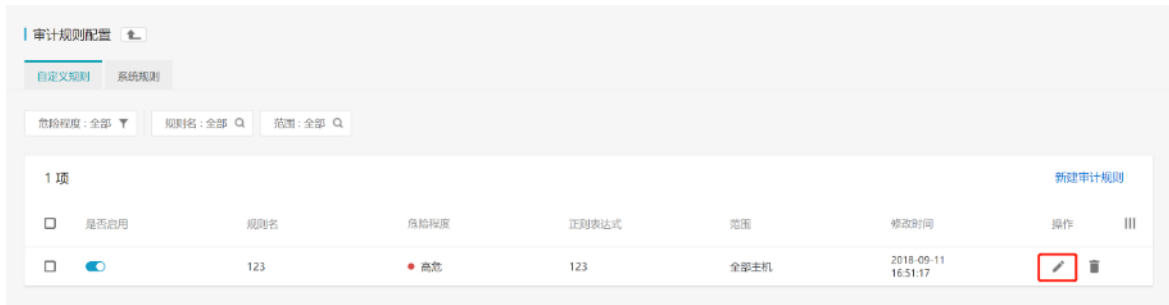 审计规则配置
自定义规则 系统规则
危险程度 : 全部 规则名 : 全部 范围 : 全部
1 项 新建审计规则
是否启用 规则名 危险程度 正则表达式 范围 修改时间 操作
123 高危 123 全部主机 2018-09-11 16:51:17